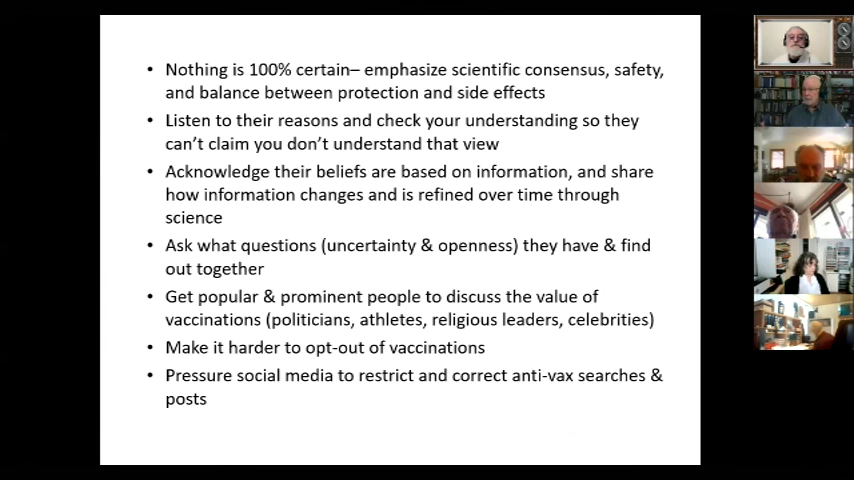 • Nothing is 100% certain– emphasize scientific consensus, safety,
and balance between protection and side effects
• Listen to their reasons and check your understanding so they
can’t claim you don’t understand that view
• Acknowledge their beliefs are based on information, and share
how information changes and is refined over time through
science
• Ask what questions (uncertainty & openness) they have & find
out together
• Get popular & prominent people to discuss the value of
vaccinations (politicians, athletes, religious leaders, celebrities)
• Make it harder to opt-out of vaccinations
• Pressure social media to restrict and correct anti-vax searches &
posts